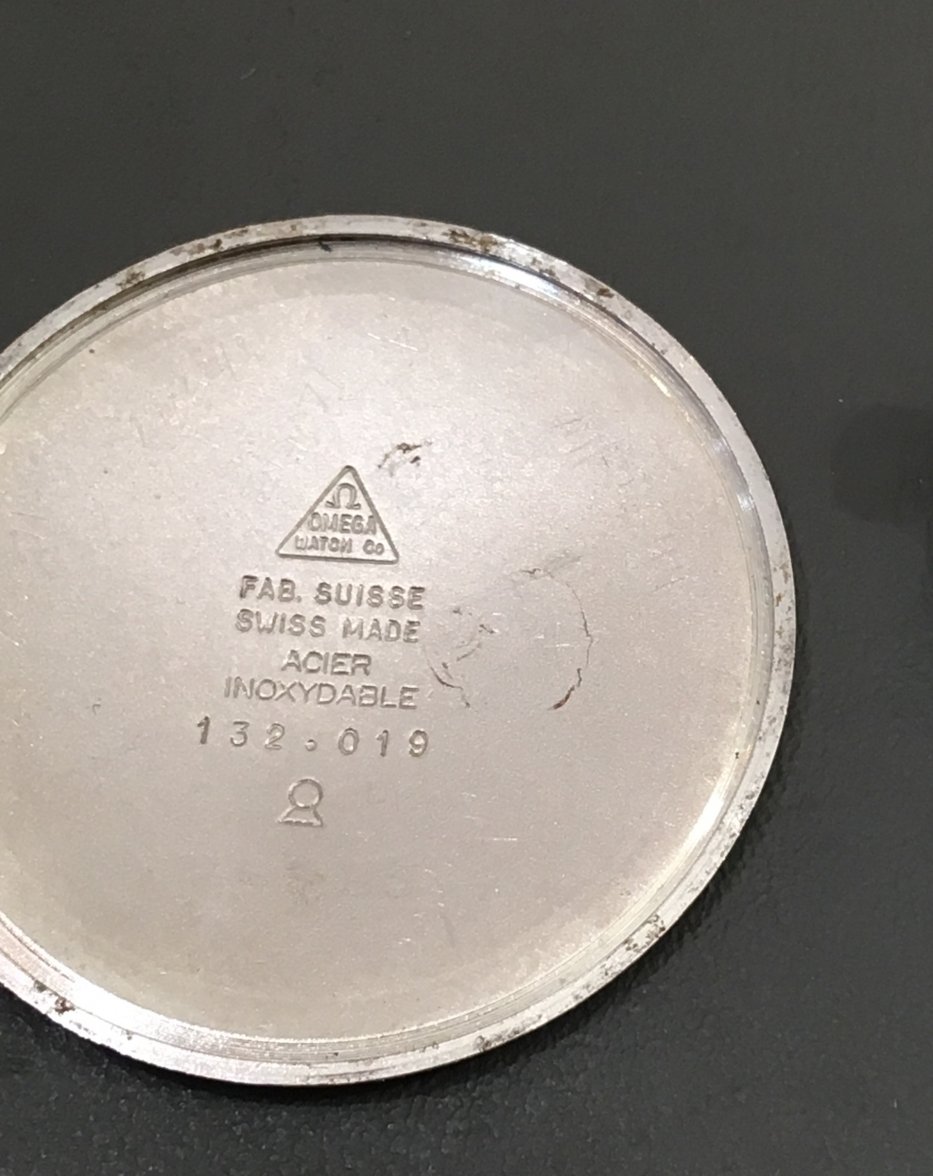 Ω
OMEGA
WATCH Co
FAB. SUISSE
SWISS MADE
ACIER
INOXYDABLE
132.019